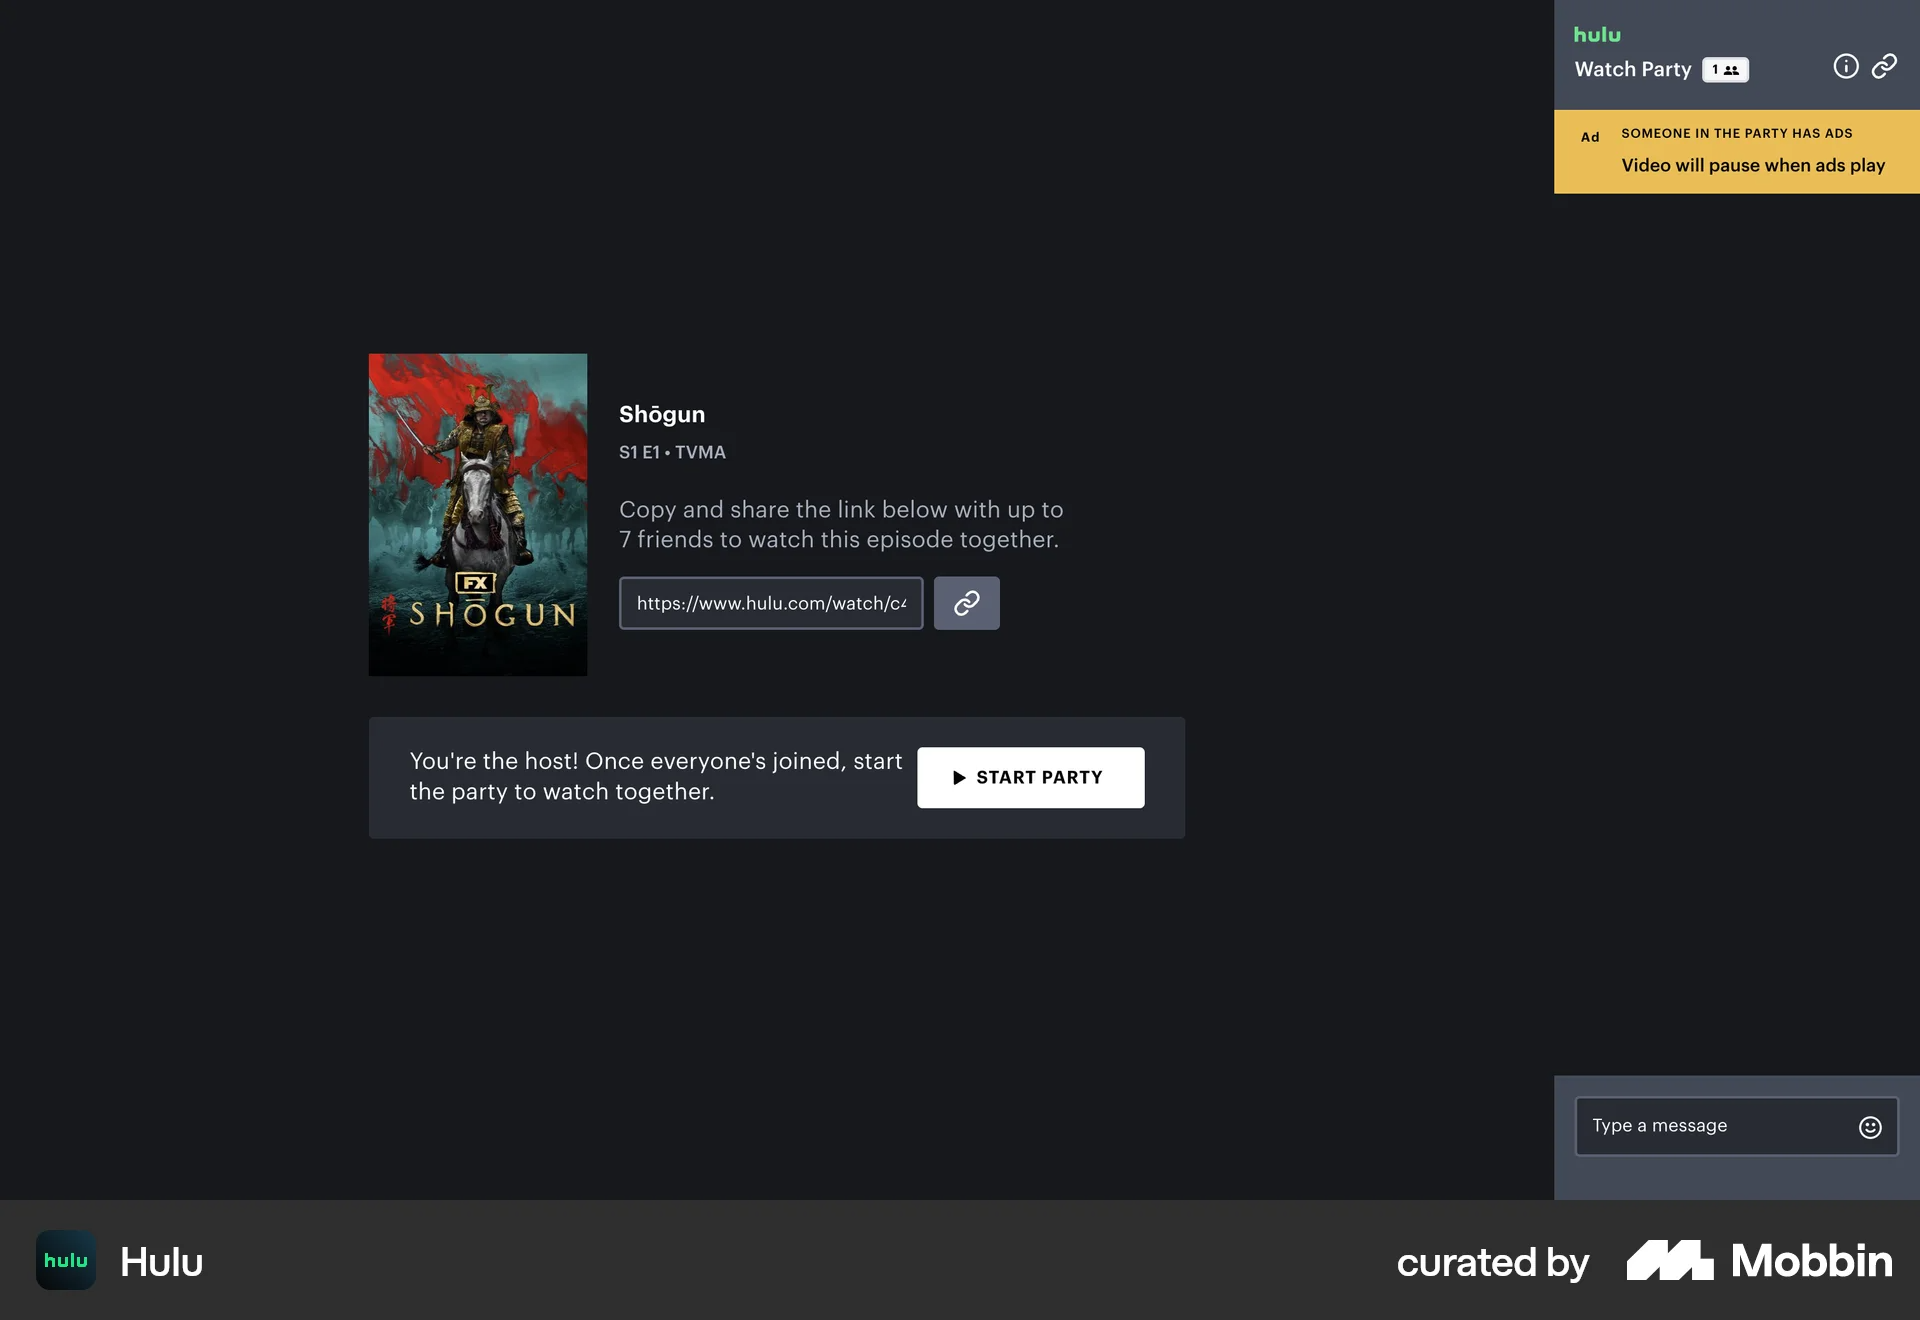 hulu
Watch Party 1
Ad SOMEONE IN THE PARTY HAS ADS
Video will pause when ads play
FX
将軍 SHŌGUN
Shōgun
S1 E1 • TVMA
Copy and share the link below with up to
7 friends to watch this episode together.
https://www.hulu.com/watch/c4
You're the host! Once everyone's joined, start
the party to watch together.
START PARTY
Type a message
hulu Hulu
curated by Mobbin